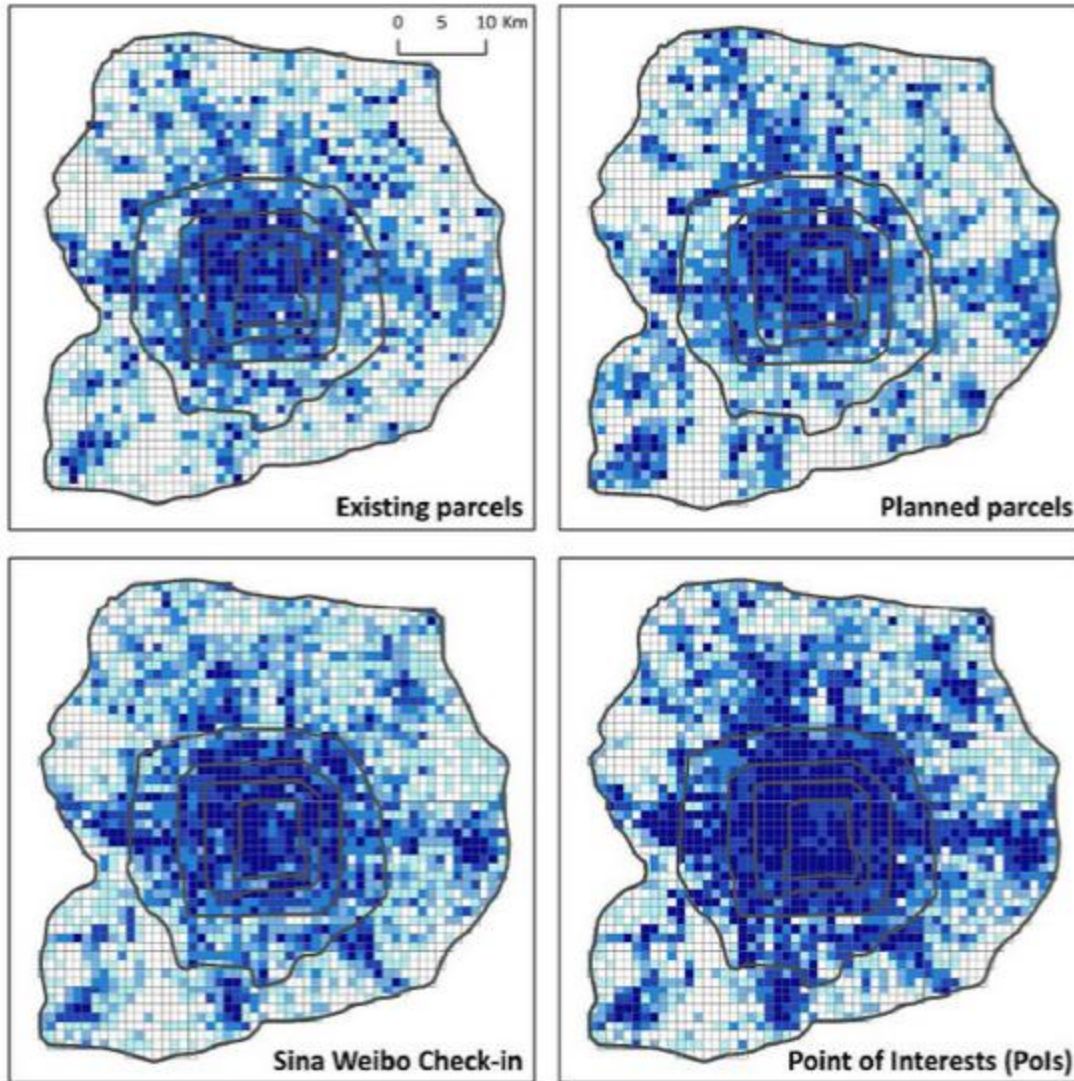 0 5 10 Km
Existing parcels
Planned parcels
Sina Weibo Check-in
Point of Interests (PoIs)